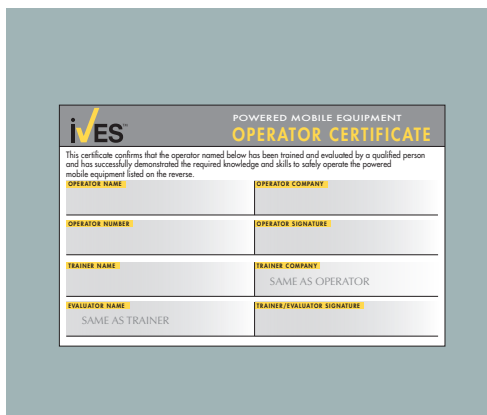 iVES™
POWERED MOBILE EQUIPMENT
OPERATOR CERTIFICATE
This certificate confirms that the operator named below has been trained and evaluated by a qualified person
and has successfully demonstrated the required knowledge and skills to safely operate the powered
mobile equipment listed on the reverse.
OPERATOR NAME
OPERATOR COMPANY
OPERATOR NUMBER
OPERATOR SIGNATURE
TRAINER NAME
TRAINER COMPANY
SAME AS OPERATOR
EVALUATOR NAME
TRAINER/EVALUATOR SIGNATURE
SAME AS TRAINER